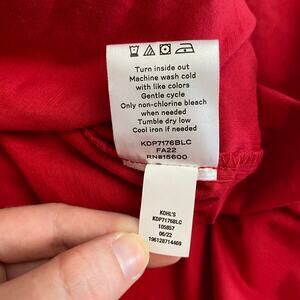 Turn inside out
Machine wash cold
with like colors
Gentle cycle
Only non-chlorine bleach
when needed
Tumble dry low
Cool iron if needed
KDP7176BLC
FA22
RN#15600
KOHL'S
KDP7176BLC
105857
06/22
196128714469